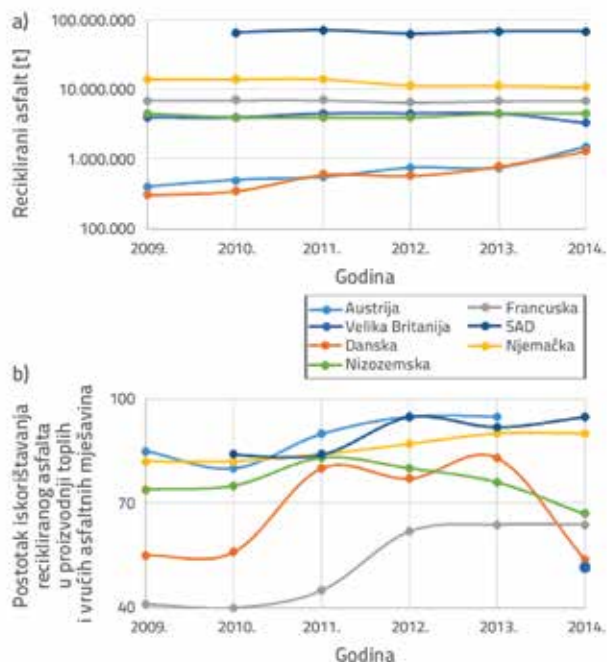 a)
Reciklirani asfalt [t]
100.000.000
10.000.000
1.000.000
100.000
2009. 2010. 2011. 2012. 2013. 2014.
Godina
Austrija Francuska
Velika Britanija SAD
Danska Njemačka
Nizozemska
b)
Postotak iskorištavanja
recikliranog asfalta
u proizvodnji toplih
i vrućih asfaltnih mješavina
100
70
40
2009. 2010. 2011. 2012. 2013. 2014.
Godina